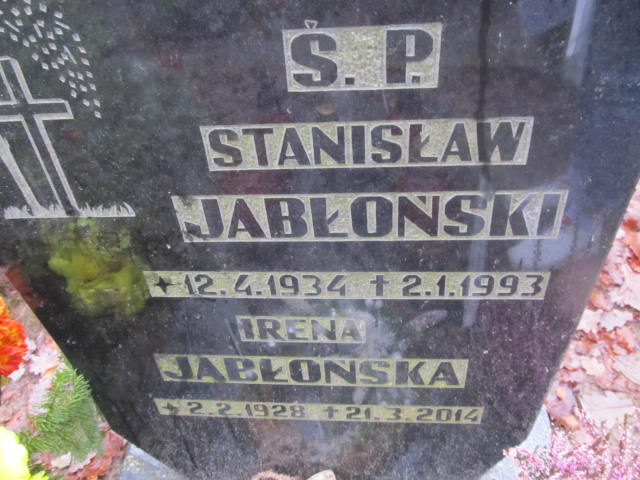 Ś. P.
STANISŁAW
JABŁOŃSKI
✦ 12.4.1934 ✝ 2.1.1993
IRENA
JABŁOŃSKA
✦ 2.2.1928 ✝ 21.3.2014